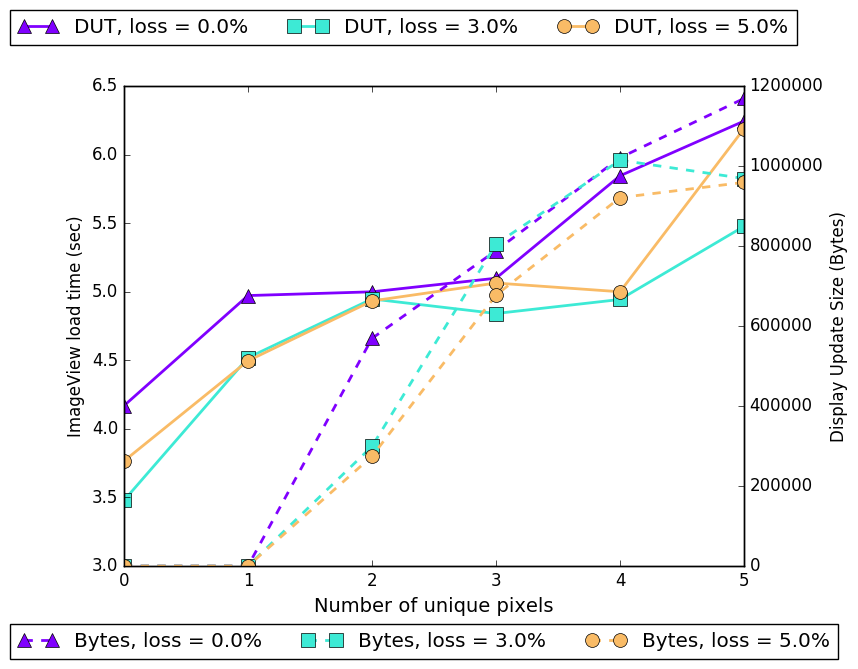 DUT, loss = 0.0% DUT, loss = 3.0% DUT, loss = 5.0%
6.5 1200000
6.0 1000000
5.5 800000
5.0
4.5 600000
4.0 400000
3.5 200000
3.0 0
ImageView load time (sec)
Display Update Size (Bytes)
0 1 2 3 4 5
Number of unique pixels
Bytes, loss = 0.0% Bytes, loss = 3.0% Bytes, loss = 5.0%